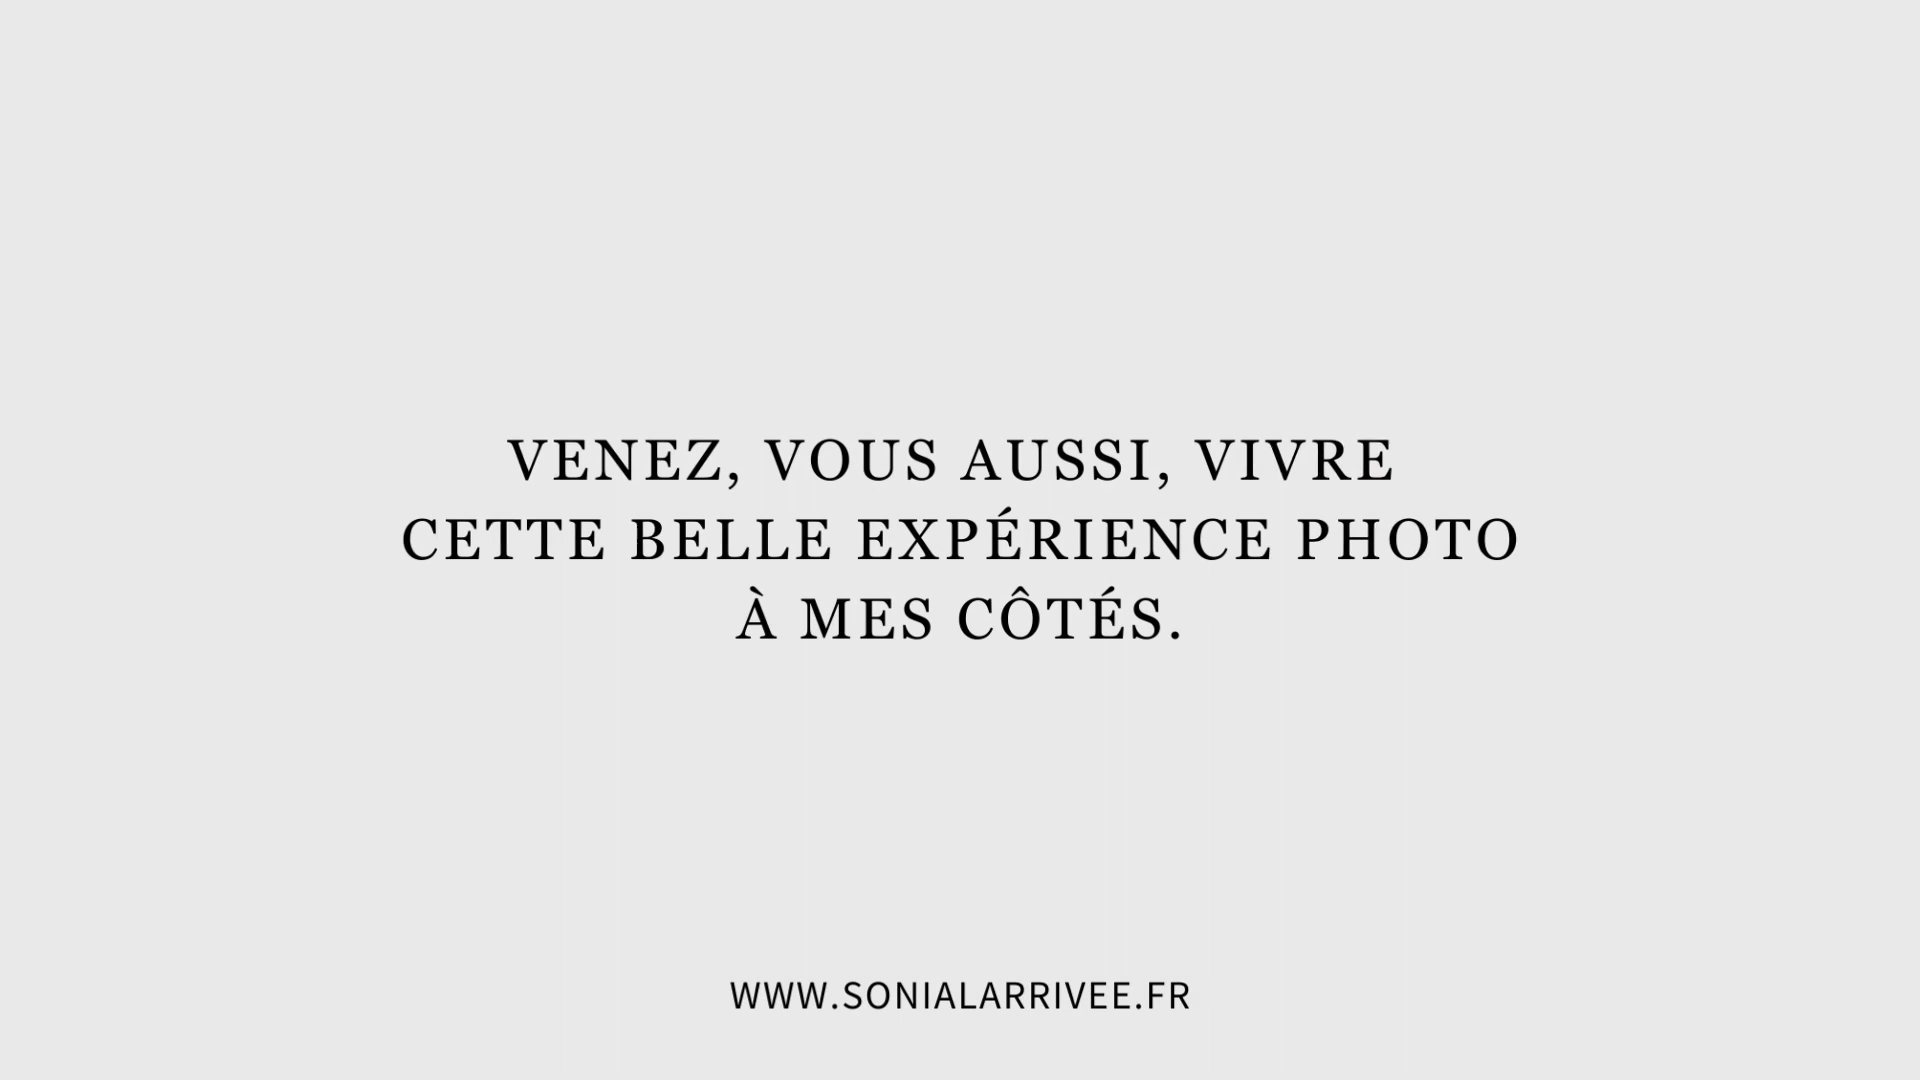 VENEZ, VOUS AUSSI, VIVRE
CETTE BELLE EXPÉRIENCE PHOTO
À MES CÔTÉS.
WWW.SONIALARRIVEE.FR